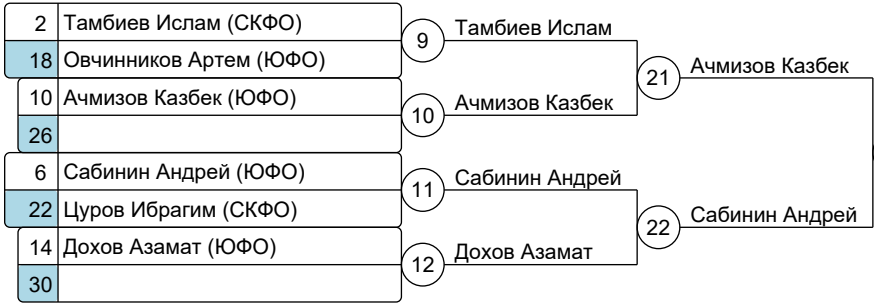 2 Тамбиев Ислам (СКФО)
18 Овчинников Артем (ЮФО)
9 Тамбиев Ислам
10 Ачмизов Казбек (ЮФО)
26
10 Ачмизов Казбек
21 Ачмизов Казбек
6 Сабинин Андрей (ЮФО)
22 Цуров Ибрагим (СКФО)
11 Сабинин Андрей
14 Дохов Азамат (ЮФО)
30
12 Дохов Азамат
22 Сабинин Андрей